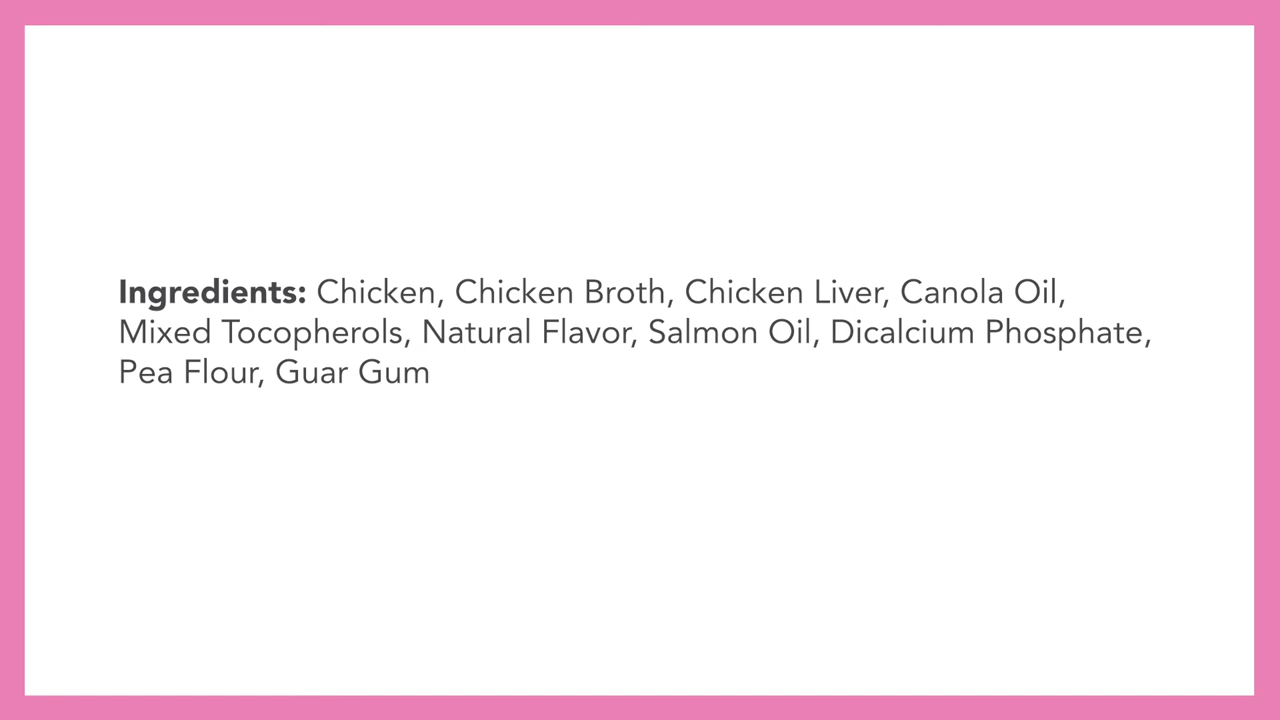 Ingredients: Chicken, Chicken Broth, Chicken Liver, Canola Oil,
Mixed Tocopherols, Natural Flavor, Salmon Oil, Dicalcium Phosphate,
Pea Flour, Guar Gum